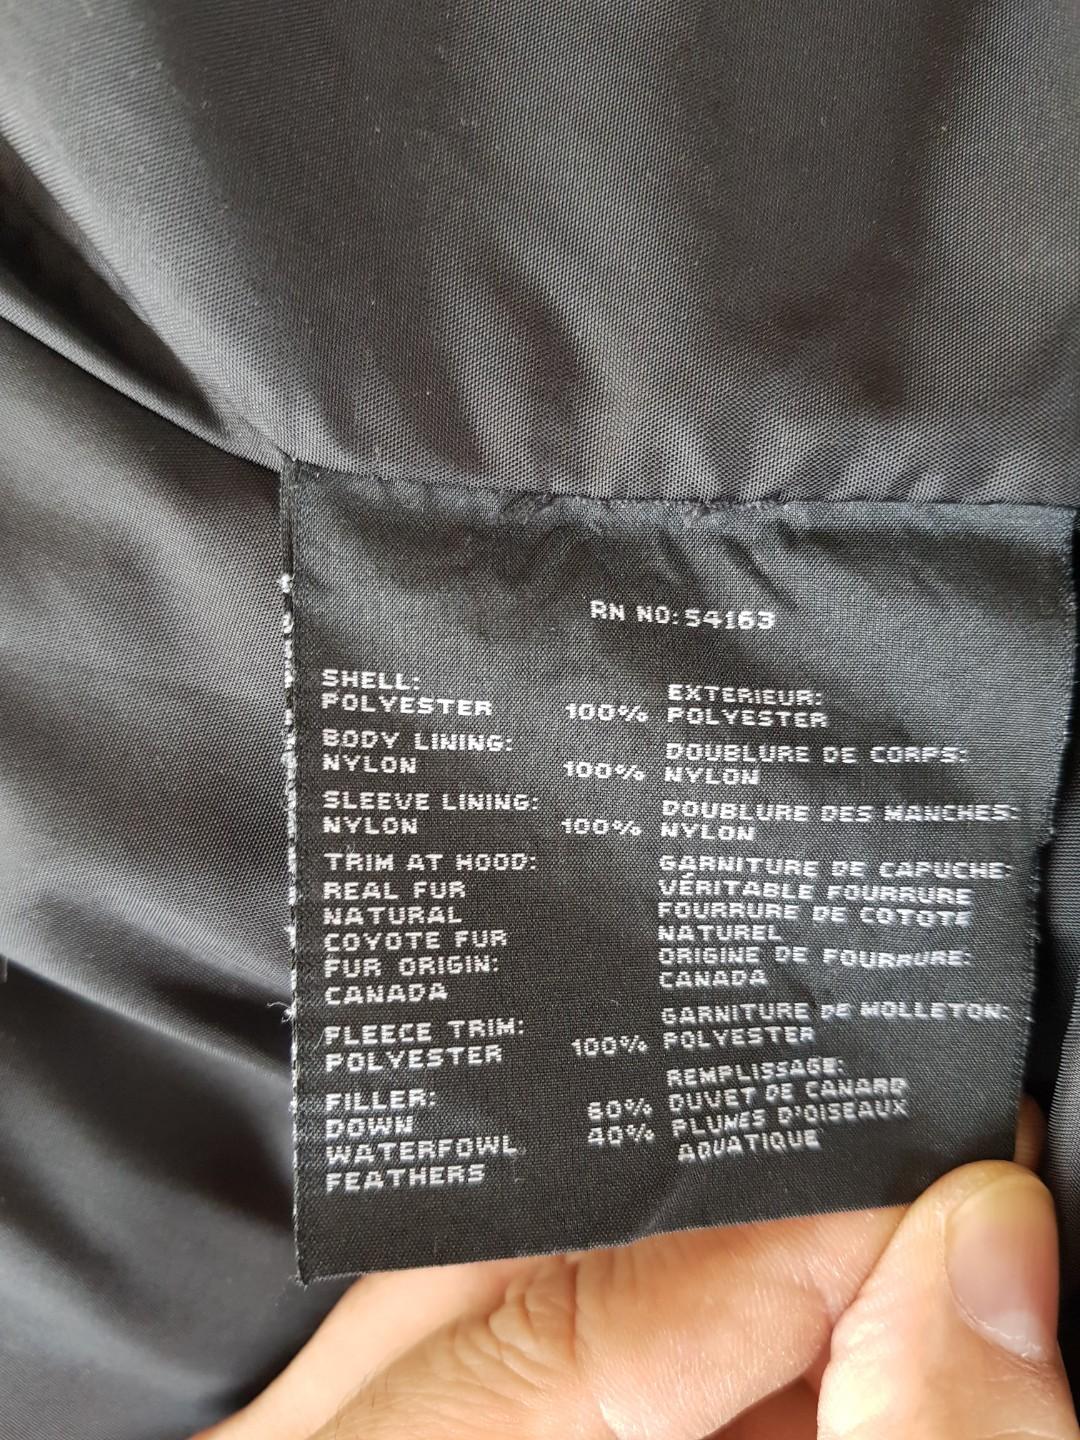 RN NO: 54163
SHELL:
POLYESTER 100%
BODY LINING:
NYLON 100%
SLEEVE LINING:
NYLON 100%
TRIM AT HOOD:
REAL FUR
NATURAL
COYOTE FUR
FUR ORIGIN:
CANADA
FLEECE TRIM:
POLYESTER 100%
FILLER:
DOWN 60%
WATERFOWL 40%
FEATHERS
EXTERIEUR:
POLYESTER
DOUBLURE DE CORPS:
NYLON
DOUBLURE DES MANCHES:
NYLON
GARNITURE DE CAPUCHE:
VÉRITABLE FOURRURE
FOURRURE DE COYOTE
NATUREL
ORIGINE DE FOURRURE:
CANADA
GARNITURE DE MOLLETON:
POLYESTER
REMPLISSAGE:
DUVET DE CANARD
PLUMES D'OISEAUX
AQUATIQUE